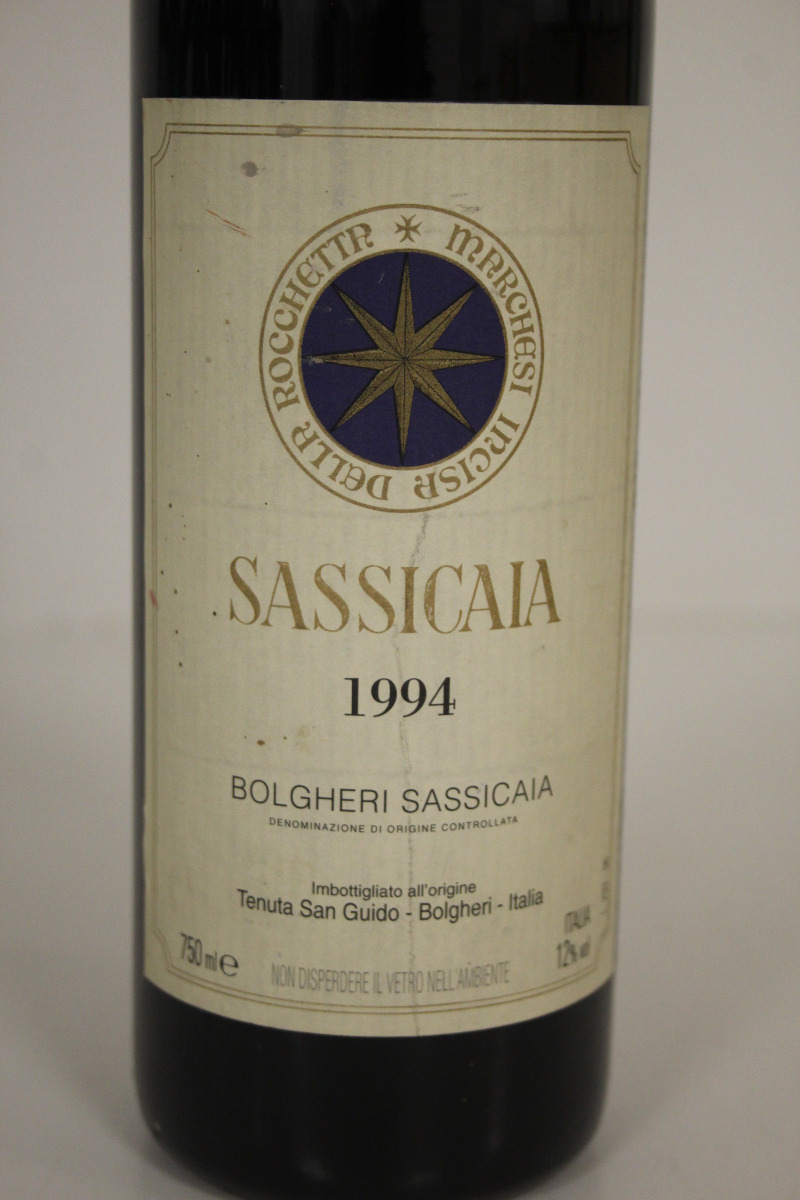 MARCHESI INCISA DELLA ROCCHETTA
SASSICAIA
1994
BOLGHERI SASSICAIA
DENOMINAZIONE DI ORIGINE CONTROLLATA
Imbottigliato all'origine
Tenuta San Guido - Bolgheri - Italia
ITALIA
750 ml e 12% vol
NON DISPERDERE IL VETRO NELL'AMBIENTE